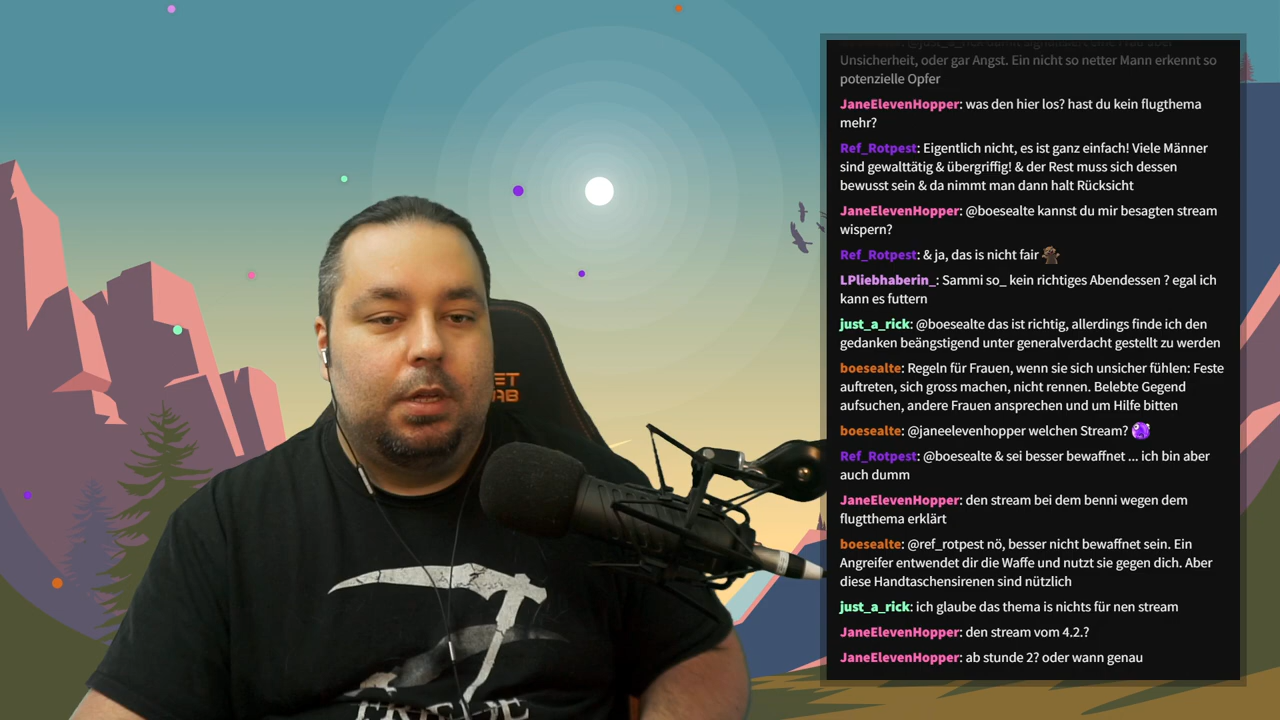 Unsicherheit, oder gar Angst. Ein nicht so netter Mann erkennt so
potenzielle Opfer
JaneElevenHopper: was den hier los? hast du kein flugthema
mehr?
Ref_Rotpest: Eigentlich nicht, es ist ganz einfach! Viele Männer
sind gewalttätig & übergriffig! & der Rest muss sich dessen
bewusst sein & da nimmt man dann halt Rücksicht
JaneElevenHopper: @boesealte kannst du mir besagten stream
wispern?
Ref_Rotpest: & ja, das is nicht fair
LPliebhaberin_: Sammi so_ kein richtiges Abendessen ? egal ich
kann es futtern
just_a_rick: @boesealte das ist richtig, allerdings finde ich den
gedanken beängstigend unter generalverdacht gestellt zu werden
boesealte: Regeln für Frauen, wenn sie sich unsicher fühlen: Feste
auftreten, sich gross machen, nicht rennen. Belebte Gegend
aufsuchen, andere Frauen ansprechen und um Hilfe bitten
boesealte: @janeelevenhopper welchen Stream?
Ref_Rotpest: @boesealte & sei besser bewaffnet ... ich bin aber
auch dumm
JaneElevenHopper: den stream bei dem benni wegen dem
flugtthema erklärt
boesealte: @ref_rotpest nö, besser nicht bewaffnet sein. Ein
Angreifer entwendet dir die Waffe und nutzt sie gegen dich. Aber
diese Handtaschensirenen sind nützlich
just_a_rick: ich glaube das thema is nichts für nen stream
JaneElevenHopper: den stream vom 4.2.?
JaneElevenHopper: ab stunde 2? oder wann genau